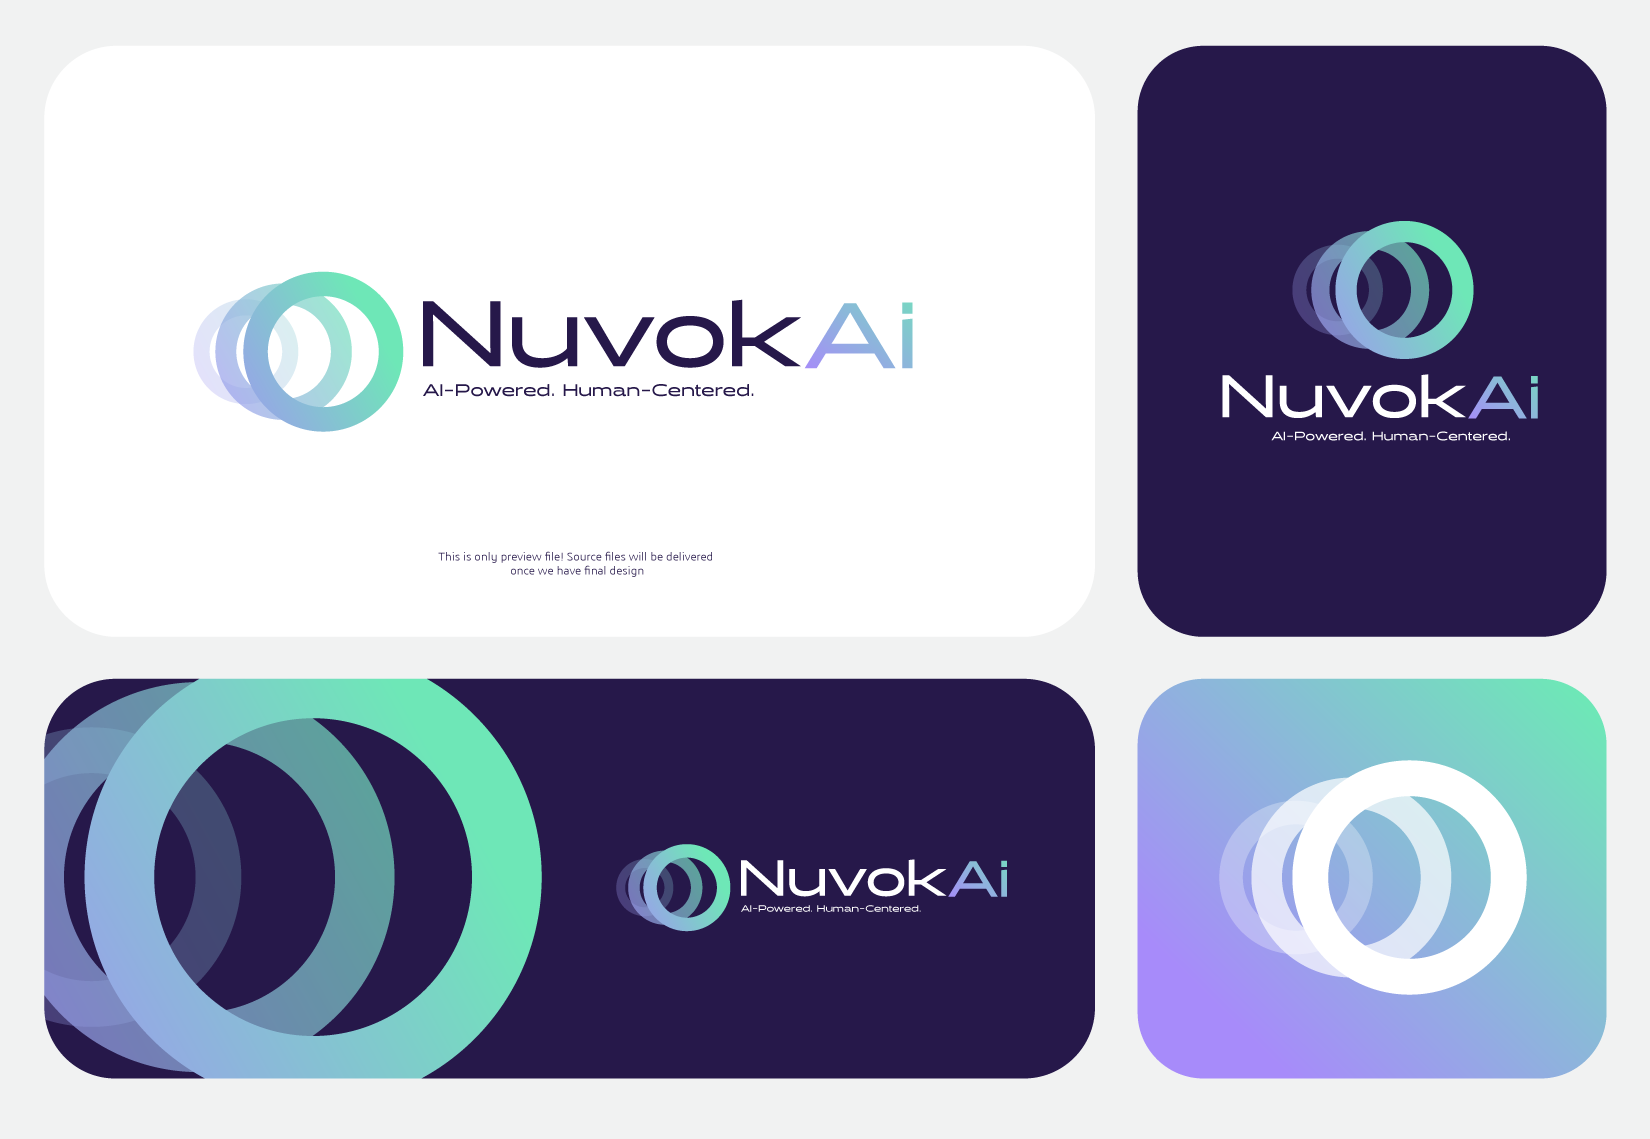 NuvokAi
AI-Powered. Human-Centered.
This is only preview file! Source files will be delivered
once we have final design
NuvokAi
AI-Powered. Human-Centered.
NuvokAi
AI-Powered. Human-Centered.